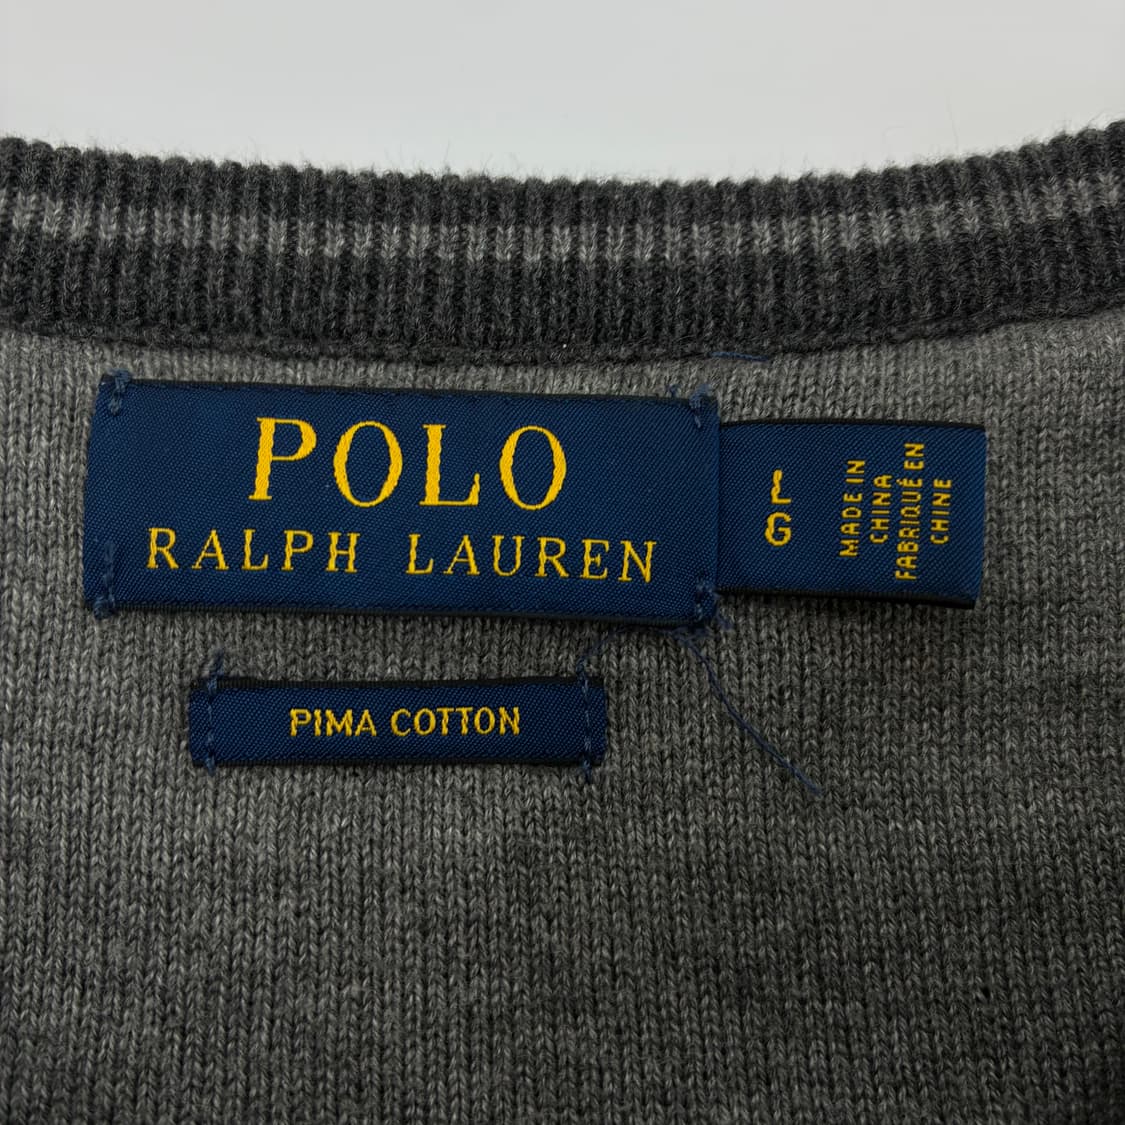 POLO
RALPH LAUREN
L
G
MADE IN
CHINA
FABRIQUÉ EN
CHINE
PIMA COTTON